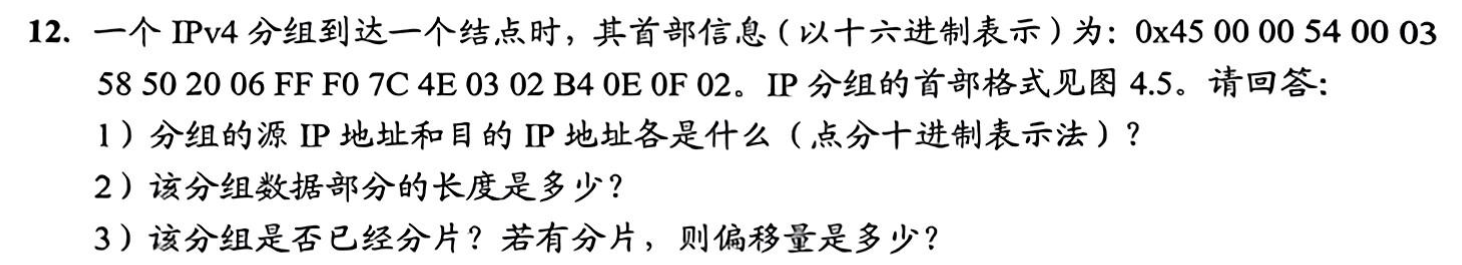 12. 一个 IPv4 分组到达一个结点时，其首部信息（以十六进制表示）为：0x45 00 00 54 00 03
58 50 20 06 FF F0 7C 4E 03 02 B4 0E 0F 02。IP 分组的首部格式见图 4.5。请回答：
1）分组的源 IP 地址和目的 IP 地址各是什么（点分十进制表示法）？
2）该分组数据部分的长度是多少？
3）该分组是否已经分片？若有分片，则偏移量是多少？